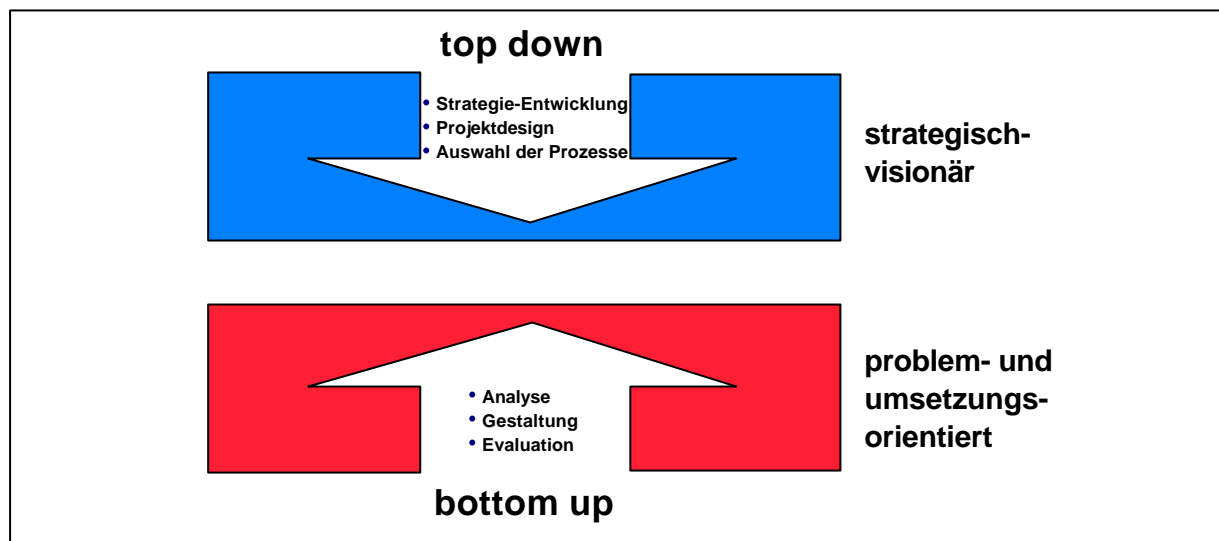 top down
• Strategie-Entwicklung
• Projektdesign
• Auswahl der Prozesse
strategisch-
visionär
problem- und
umsetzungs-
orientiert
• Analyse
• Gestaltung
• Evaluation
bottom up